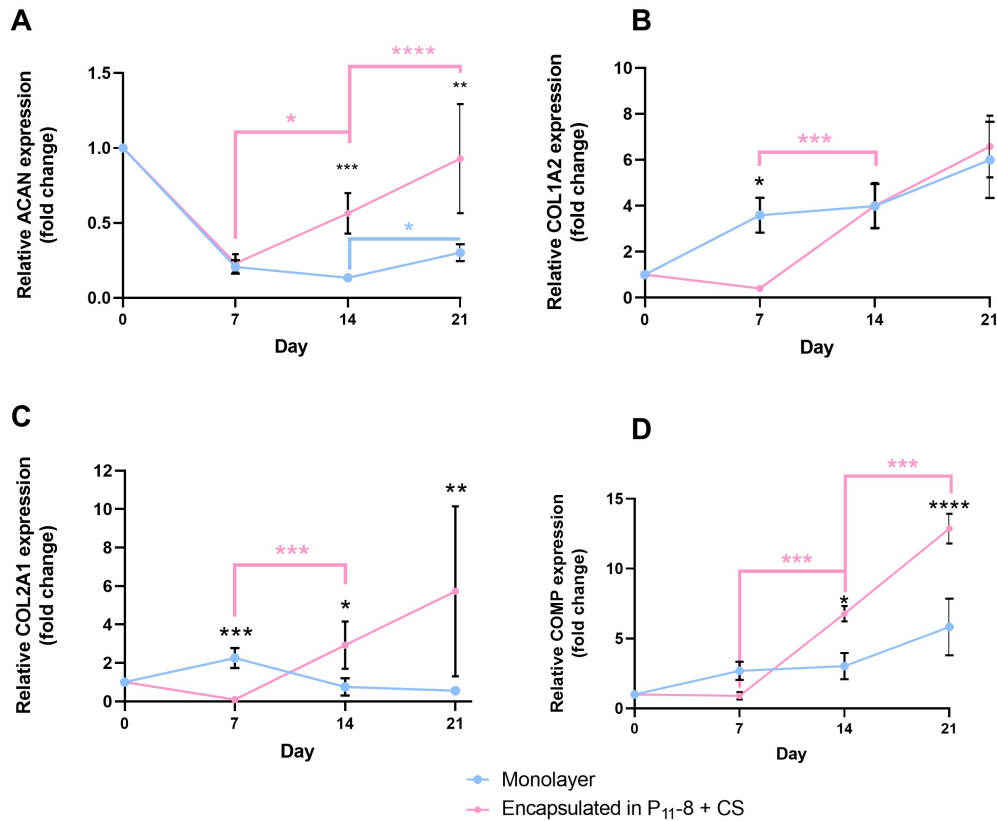 A
Relative ACAN expression
(fold change)
1.5
1.0
0.5
0.0
0
7
14
21
Day
*
****
***
**
*
B
Relative COL1A2 expression
(fold change)
10
8
6
4
2
0
0
7
14
21
Day
*
***
C
Relative COL2A1 expression
(fold change)
12
10
8
6
4
2
0
0
7
14
21
Day
***
***
*
**
D
Relative COMP expression
(fold change)
15
10
5
0
0
7
14
21
Day
***
*
***
****
Monolayer
Encapsulated in P₁₁-8 + CS